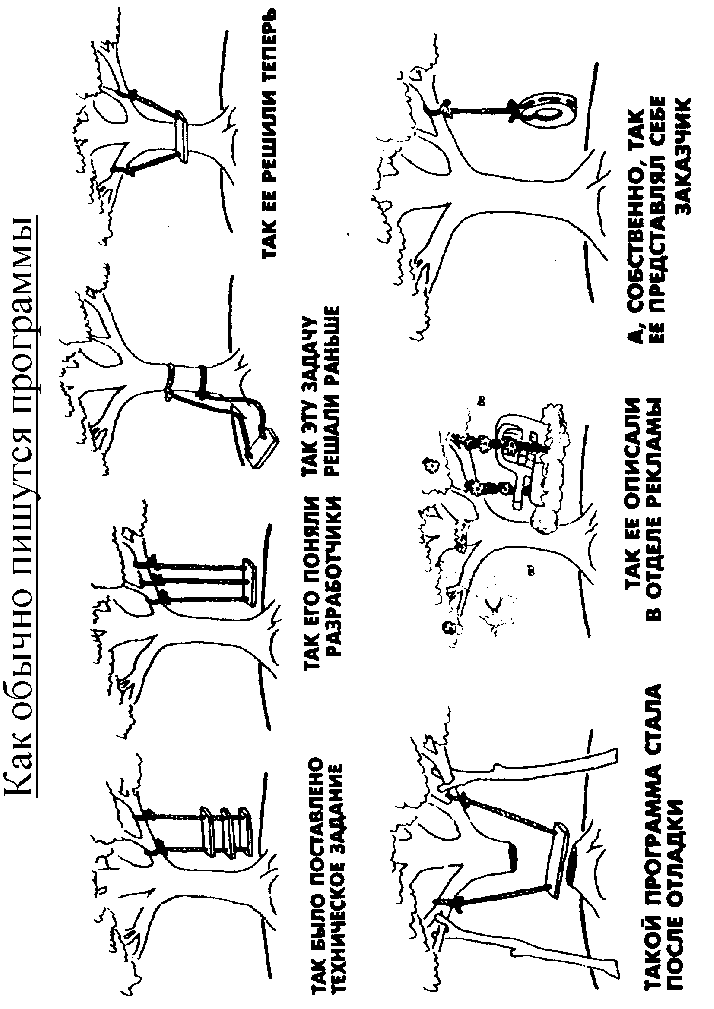 Как обычно пишутся программы
ТАК БЫЛО ПОСТАВЛЕНО
ТЕХНИЧЕСКОЕ ЗАДАНИЕ
ТАК ЕГО ПОНЯЛИ
РАЗРАБОТЧИКИ
ТАК ЭТУ ЗАДАЧУ
РЕШАЛИ РАНЬШЕ
ТАК ЕЕ РЕШИЛИ ТЕПЕРЬ
ТАКОЙ ПРОГРАММА СТАЛА
ПОСЛЕ ОТЛАДКИ
ТАК ЕЕ ОПИСАЛИ
В ОТДЕЛЕ РЕКЛАМЫ
А, СОБСТВЕННО, ТАК
ЕЕ ПРЕДСТАВЛЯЛ СЕБЕ
ЗАКАЗЧИК